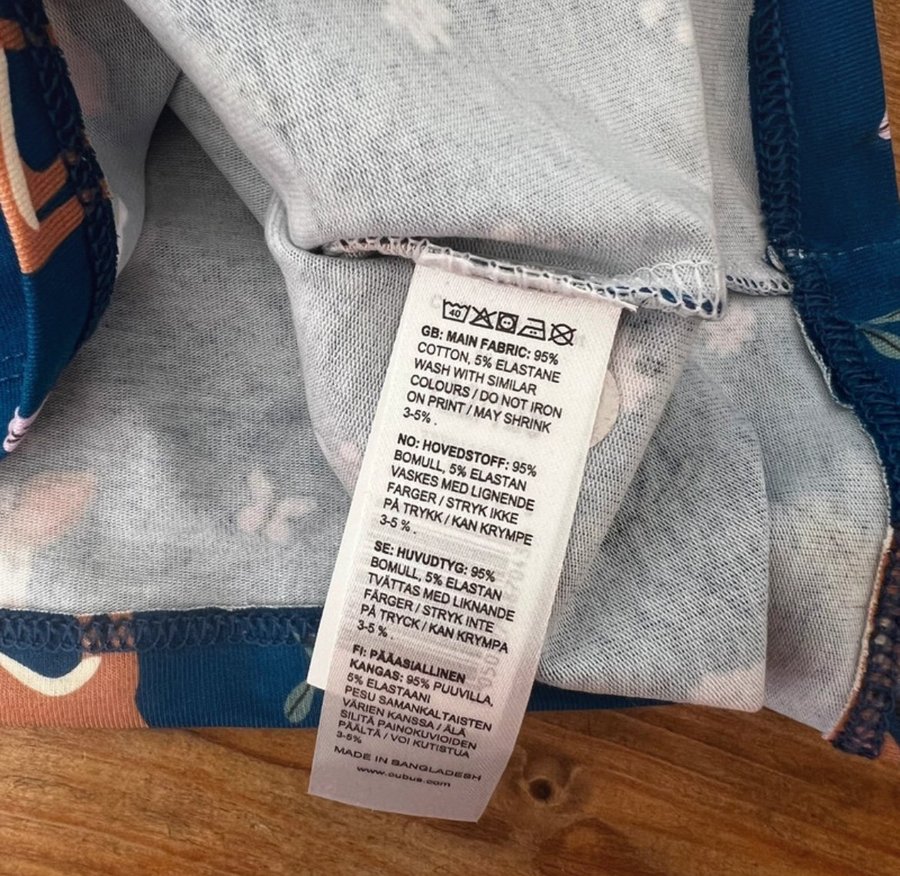 40
GB: MAIN FABRIC: 95%
COTTON, 5% ELASTANE
WASH WITH SIMILAR
COLOURS / DO NOT IRON
ON PRINT / MAY SHRINK
3-5% .
NO: HOVEDSTOFF: 95%
BOMULL, 5% ELASTAN
VASKES MED LIGNENDE
FARGER / STRYK IKKE
PÅ TRYKK / KAN KRYMPE
3-5 % .
SE: HUVUDTYG: 95%
BOMULL, 5% ELASTAN
TVÄTTAS MED LIKNANDE
FÄRGER / STRYK INTE
PÅ TRYCK / KAN KRYMPA
3-5% .
FI: PÄÄASIALLINEN
KANGAS: 95% PUUVILLA,
5% ELASTAANI
PESU SAMANKALTAISTEN
VÄRIEN KANSSA / ÄLÄ
SILITÄ PAINOKUVIOIDEN
PÄÄLTÄ / VOI KUTISTUA
3-5%
MADE IN BANGLADESH
www.cubus.com